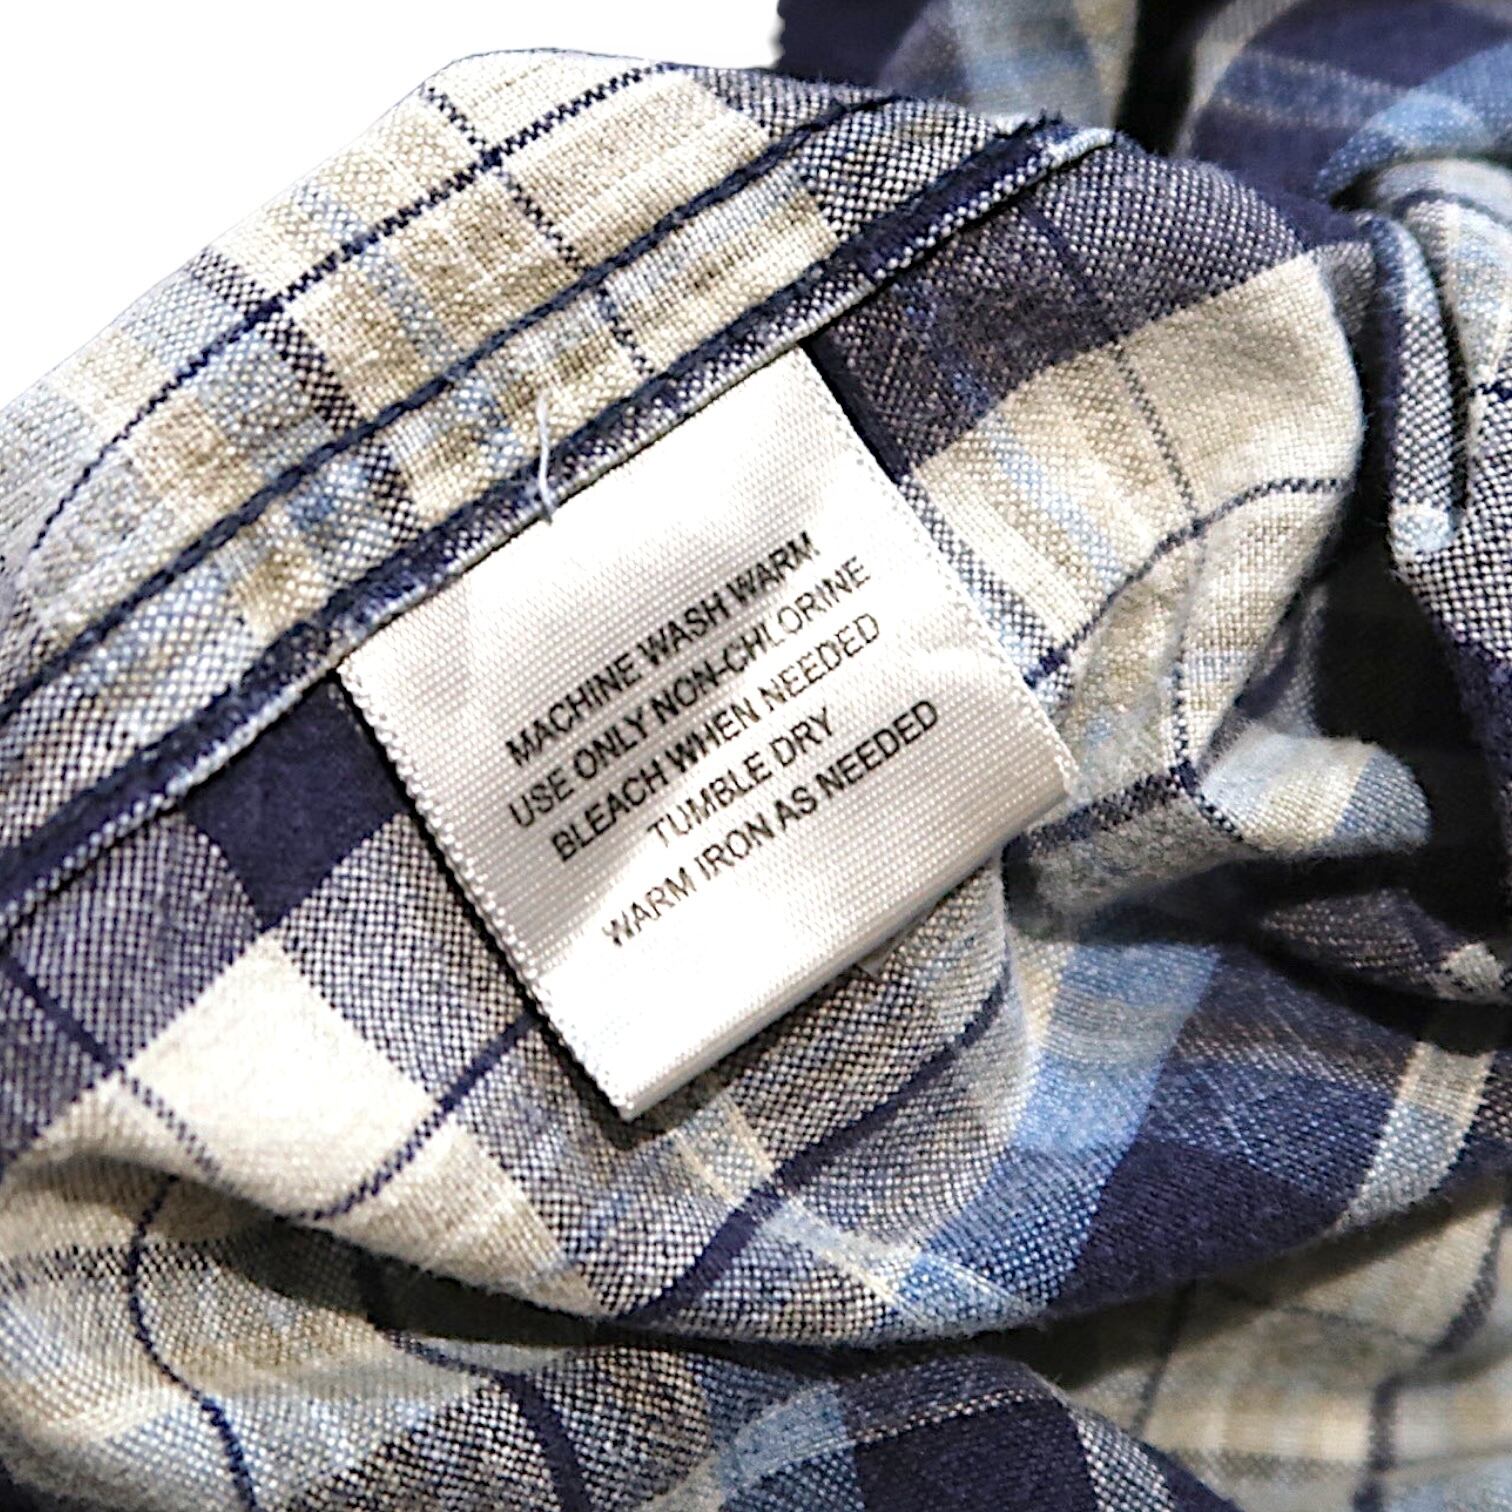 MACHINE WASH WARM
USE ONLY NON-CHLORINE
BLEACH WHEN NEEDED
TUMBLE DRY
WARM IRON AS NEEDED